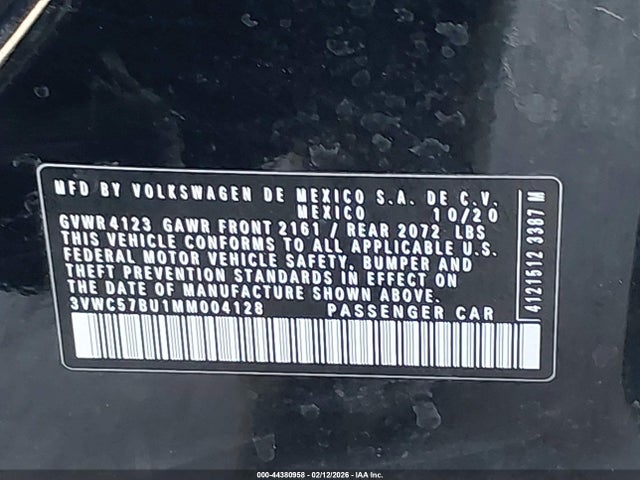 MFD BY VOLKSWAGEN DE MEXICO S.A. DE C.V.
MEXICO 10/20
GVWR 4123 GAWR FRONT 2161 / REAR 2072 LBS
THIS VEHICLE CONFORMS TO ALL APPLICABLE U.S.
FEDERAL MOTOR VEHICLE SAFETY, BUMPER AND
THEFT PREVENTION STANDARDS IN EFFECT ON
THE DATE OF MANUFACTURE SHOWN ABOVE.
3VWC57BU1MM004128 PASSENGER CAR
4121512 3387 M
000-44380958 - 02/12/2026 - IAA Inc.